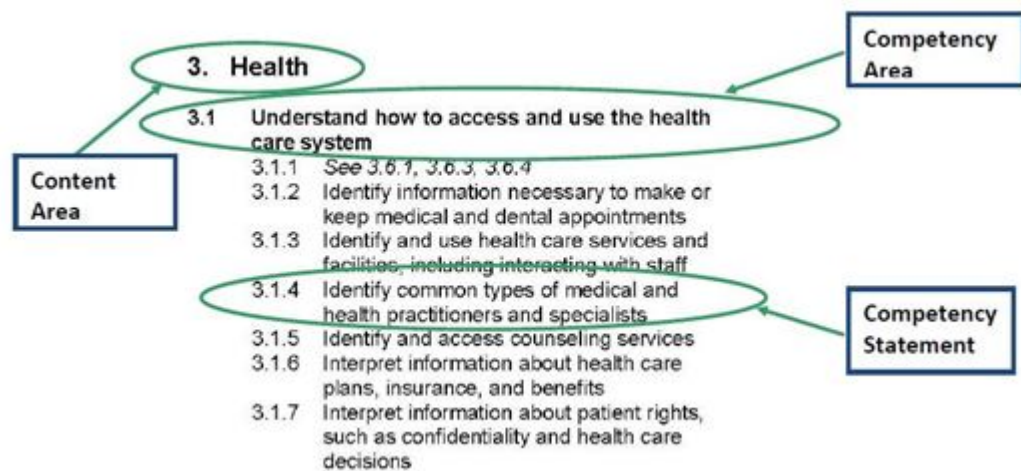 Competency
Area
3. Health
3.1 Understand how to access and use the health
care system
3.1.1 See 3.6.1, 3.6.3, 3.6.4
Content
Area
3.1.2 Identify information necessary to make or
keep medical and dental appointments
3.1.3 Identify and use health care services and
facilities, including interacting with staff
3.1.4 Identify common types of medical and
health practitioners and specialists
Competency
Statement
3.1.5 Identify and access counseling services
3.1.6 Interpret information about health care
plans, insurance, and benefits
3.1.7 Interpret information about patient rights,
such as confidentiality and health care
decisions